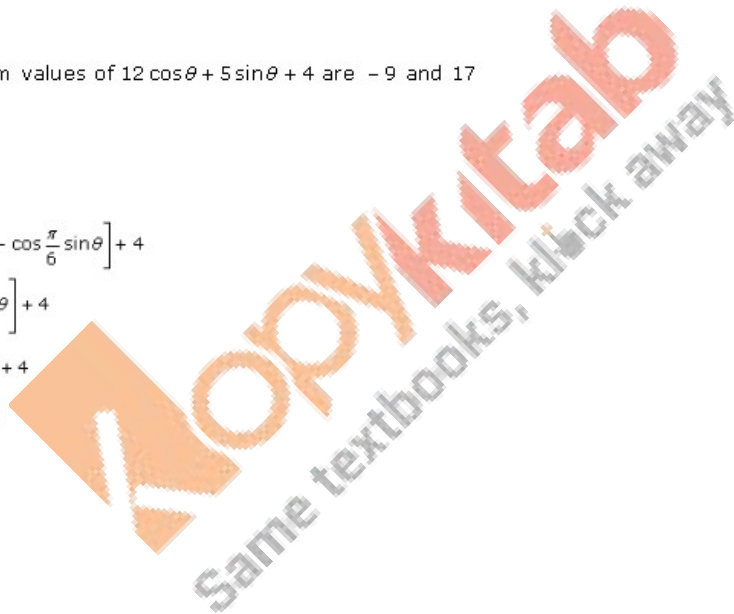 m values of 12 cosθ + 5 sinθ + 4 are – 9 and 17
cos π/6 sinθ] + 4
θ] + 4
+ 4
Kopykitab
Same textbooks, klick away